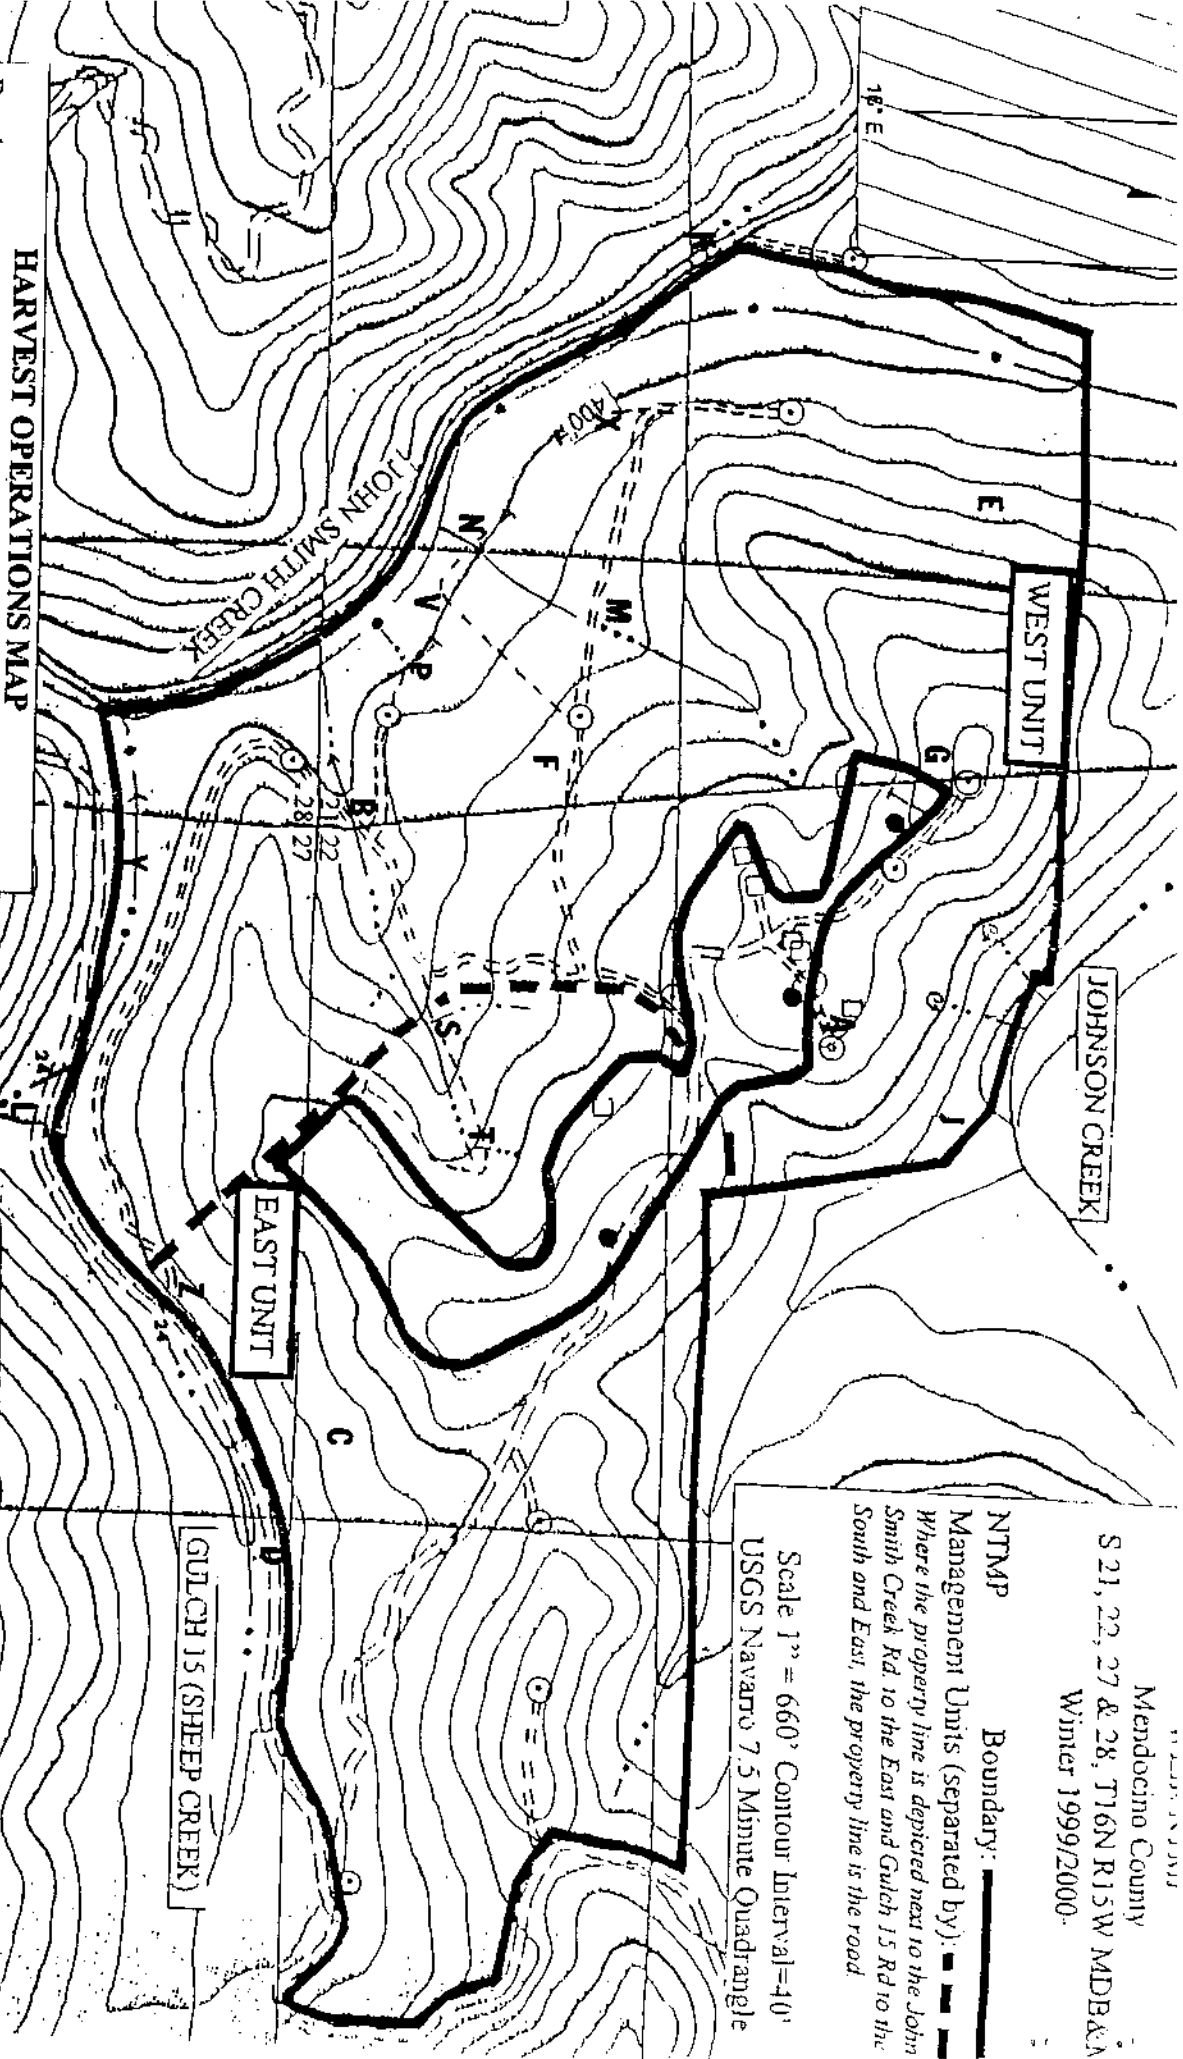 Mendocino County
S 21, 22, 27 & 28, T16N R15W MDB&M
Winter 1999/2000
NTMP Boundary:
Management Units (separated by):
Where the property line is depicted next to the John
Smith Creek Rd. to the East and Gulch 15 Rd to the
South and East, the property line is the road.
Scale 1" = 660' Contour Interval=40'
USGS Navarro 7.5 Minute Quadrangle
18° E
JOHNSON CREEK
WEST UNIT
E
G
J
A
I
400
M
N
V
P
F
B
S
T
21 22
28 27
JOHN SMITH CREEK
Y
24
L
EAST UNIT
Z
24
C
D
GULCH 15 (SHEEP CREEK)
HARVEST OPERATIONS MAP